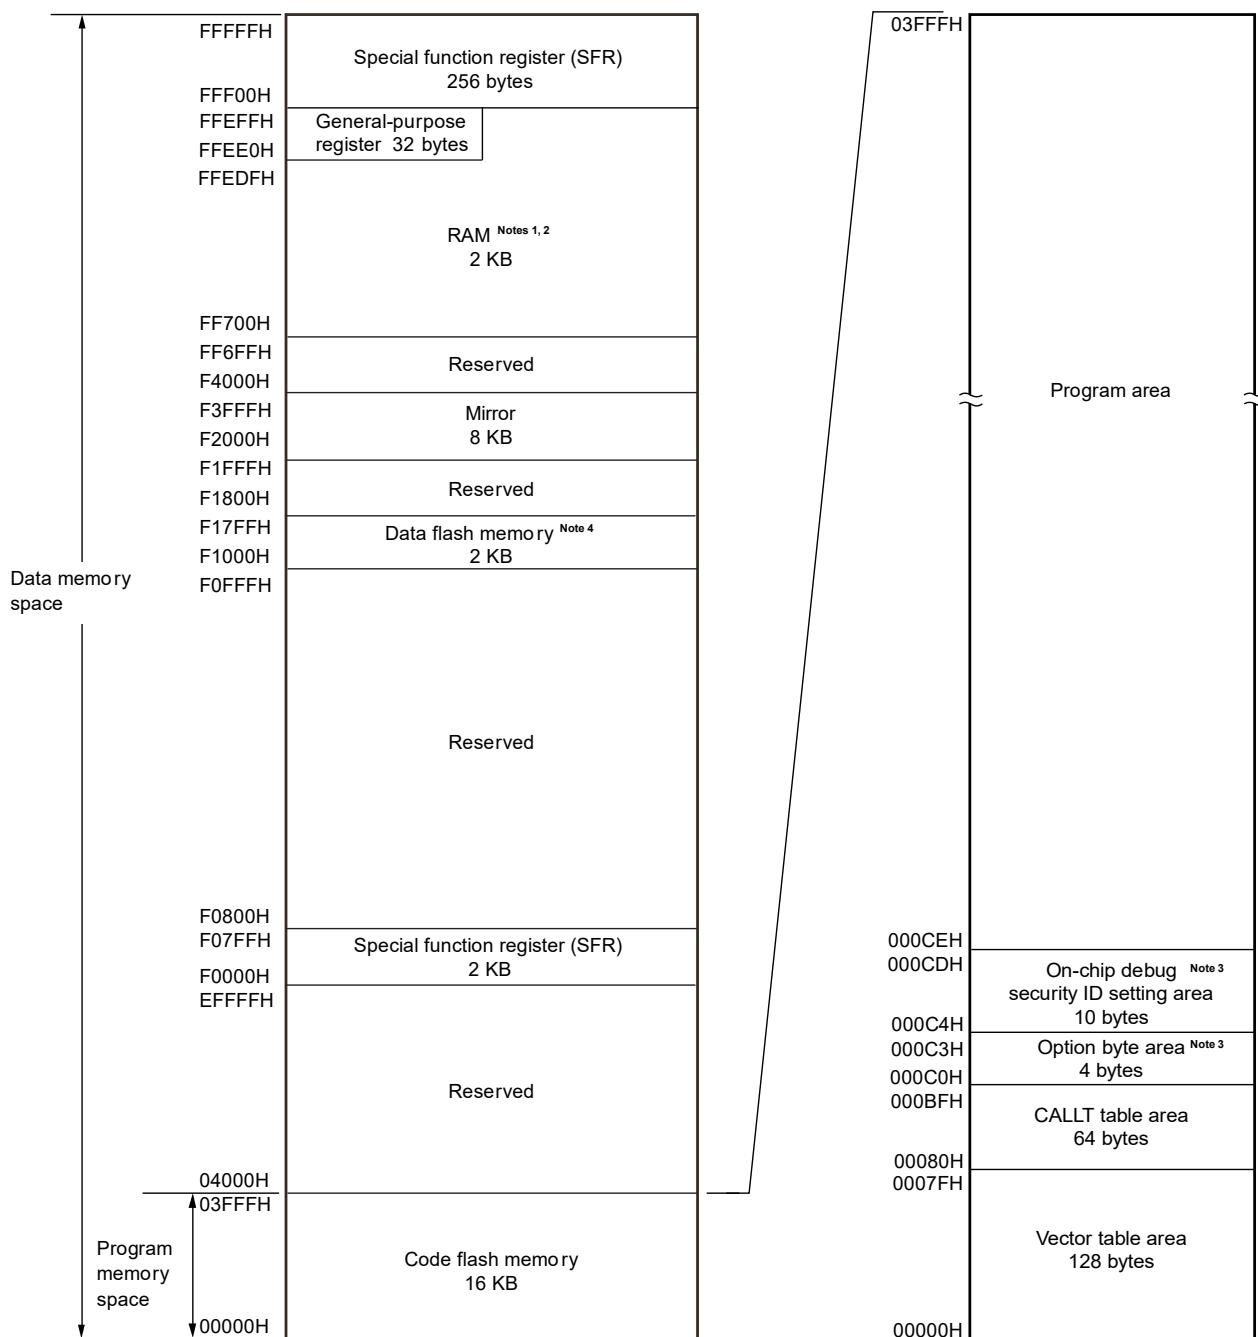 FFFFFH
Special function register (SFR)
256 bytes
FFF00H
FFEFFH
General-purpose
register 32 bytes
FFEE0H
FFEDFH
RAM Notes 1, 2
2 KB
FF700H
FF6FFH
Reserved
F4000H
F3FFFH
Mirror
8 KB
F2000H
F1FFFH
Reserved
F1800H
F17FFH
Data flash memory Note 4
2 KB
F1000H
F0FFFH
Data memory
space
Reserved
F0800H
F07FFH
Special function register (SFR)
2 KB
F0000H
EFFFFH
Reserved
04000H
03FFFH
Program
memory
space
Code flash memory
16 KB
00000H
03FFFH
Program area
000CEH
000CDH
On-chip debug Note 3
security ID setting area
10 bytes
000C4H
000C3H
Option byte area Note 3
4 bytes
000C0H
000BFH
CALLT table area
64 bytes
00080H
0007FH
Vector table area
128 bytes
00000H